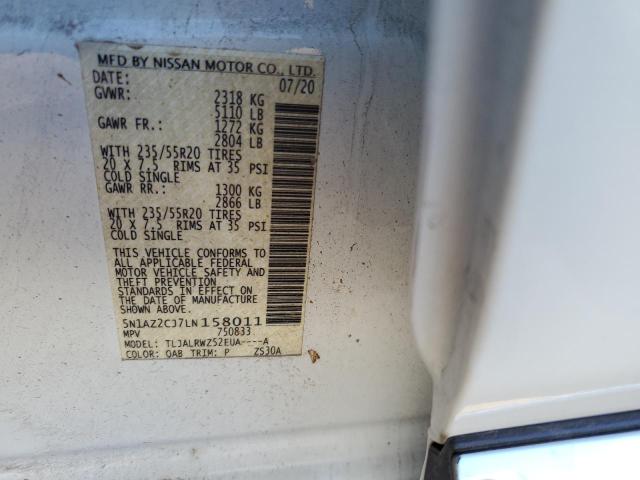 MFD BY NISSAN MOTOR CO., LTD.
DATE: 07/20
GVWR: 2318 KG
5110 LB
GAWR FR.: 1272 KG
2804 LB
WITH 235/55R20 TIRES
20 X 7.5 RIMS AT 35 PSI
COLD SINGLE
GAWR RR.: 1300 KG
2866 LB
WITH 235/55R20 TIRES
20 X 7.5 RIMS AT 35 PSI
COLD SINGLE
THIS VEHICLE CONFORMS TO
ALL APPLICABLE FEDERAL
MOTOR VEHICLE SAFETY AND
THEFT PREVENTION
STANDARDS IN EFFECT ON
THE DATE OF MANUFACTURE
SHOWN ABOVE.
5N1AZ2CJ7LN158011
MPV 750833
MODEL: TLJALRWZ52EUA----A
COLOR: QAB TRIM: P ZS30A